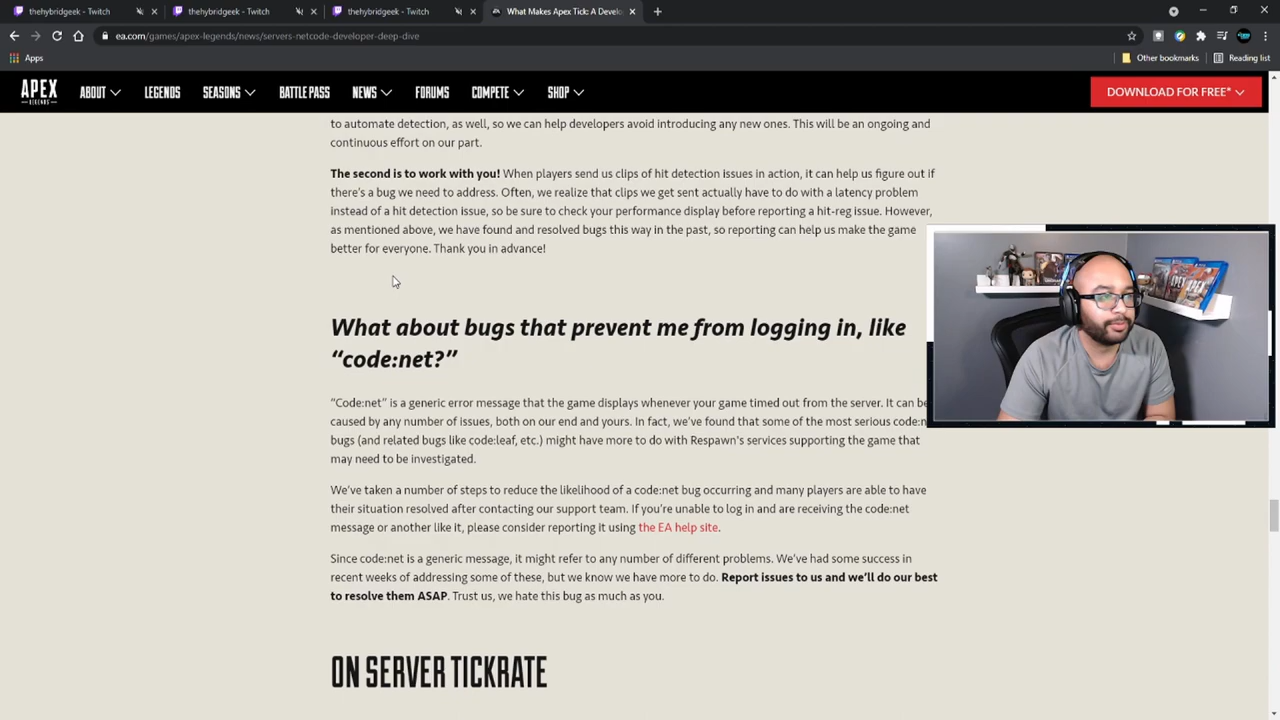 thehybridgeek - Twitch
thehybridgeek - Twitch
thehybridgeek - Twitch
What Makes Apex Tick: A Develo
ea.com/games/apex-legends/news/servers-netcode-developer-deep-dive
Apps
Other bookmarks
Reading list
APEX
LEGENDS
ABOUT
LEGENDS
SEASONS
BATTLE PASS
NEWS
FORUMS
COMPETE
SHOP
DOWNLOAD FOR FREE*
to automate detection, as well, so we can help developers avoid introducing any new ones. This will be an ongoing and
continuous effort on our part.
The second is to work with you! When players send us clips of hit detection issues in action, it can help us figure out if
there's a bug we need to address. Often, we realize that clips we get sent actually have to do with a latency problem
instead of a hit detection issue, so be sure to check your performance display before reporting a hit-reg issue. However,
as mentioned above, we have found and resolved bugs this way in the past, so reporting can help us make the game
better for everyone. Thank you in advance!
What about bugs that prevent me from logging in, like
“code:net?”
“Code:net” is a generic error message that the game displays whenever your game timed out from the server. It can be
caused by any number of issues, both on our end and yours. In fact, we've found that some of the most serious code:n
bugs (and related bugs like code:leaf, etc.) might have more to do with Respawn's services supporting the game that
may need to be investigated.
We've taken a number of steps to reduce the likelihood of a code:net bug occurring and many players are able to have
their situation resolved after contacting our support team. If you're unable to log in and are receiving the code:net
message or another like it, please consider reporting it using the EA help site.
Since code:net is a generic message, it might refer to any number of different problems. We've had some success in
recent weeks of addressing some of these, but we know we have more to do. Report issues to us and we'll do our best
to resolve them ASAP. Trust us, we hate this bug as much as you.
ON SERVER TICKRATE